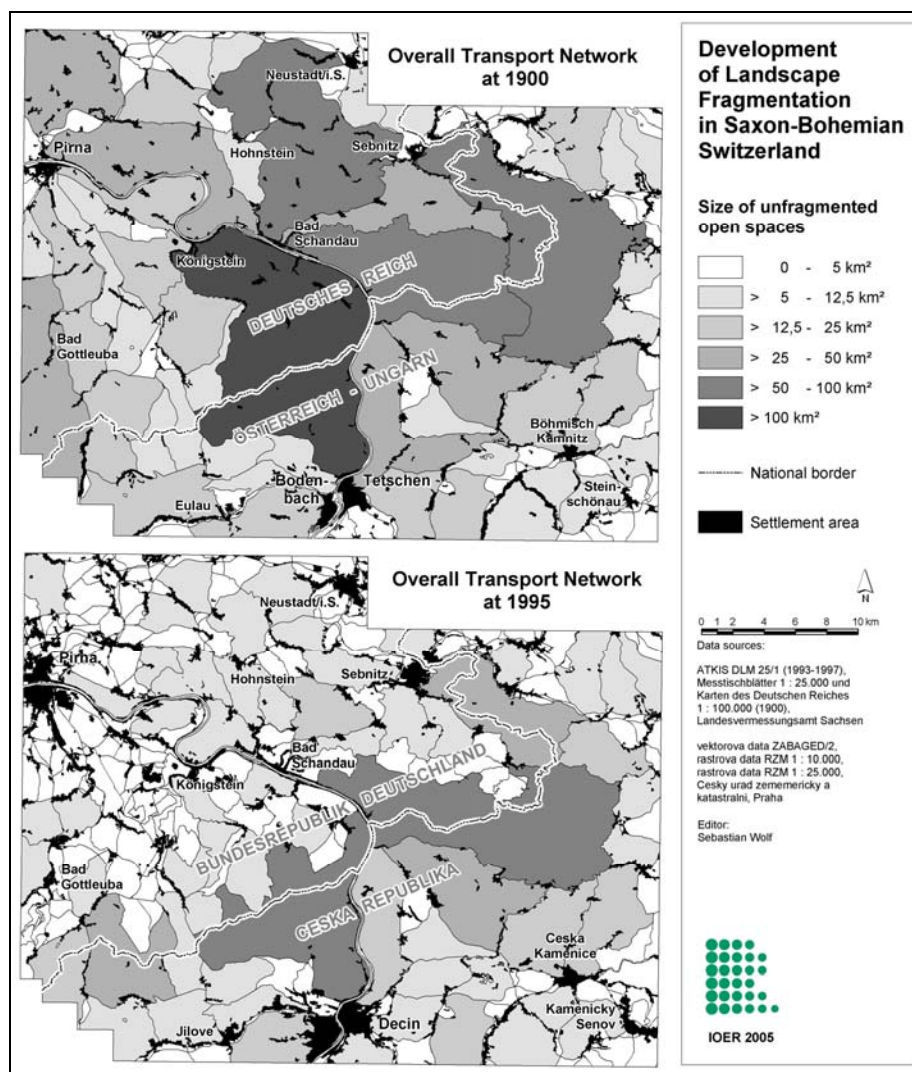 Overall Transport Network
at 1900
Neustadt/i.S.
Pirna
Hohnstein
Sebnitz
Bad
Schandau
Königstein
DEUTSCHES REICH
Bad
Gottleuba
ÖSTERREICH - UNGARN
Böhmisch
Kamnitz
Boden-
bach
Tetschen
Stein-
schönau
Eulau
Overall Transport Network
at 1995
Neustadt/i.S.
Pirna
Hohnstein
Sebnitz
Bad
Schandau
Königstein
BUNDESREPUBLIK DEUTSCHLAND
Bad
Gottleuba
CESKA REPUBLIKA
Ceska
Kamenice
Jilove
Decin
Kamenicky
Senov
Development
of Landscape
Fragmentation
in Saxon-Bohemian
Switzerland
Size of unfragmented
open spaces
0 - 5 km²
> 5 - 12,5 km²
> 12,5 - 25 km²
> 25 - 50 km²
> 50 - 100 km²
> 100 km²
National border
Settlement area
N
0 1 2 4 6 8 10 km
Data sources:
ATKIS DLM 25/1 (1993-1997),
Messtischblätter 1 : 25.000 und
Karten des Deutschen Reiches
1 : 100.000 (1900),
Landesvermessungsamt Sachsen
vektorova data ZABAGED/2,
rastrova data RZM 1 : 10.000,
rastrova data RZM 1 : 25.000,
Cesky urad zememericky a
katastralni, Praha
Editor:
Sebastian Wolf
IOER 2005